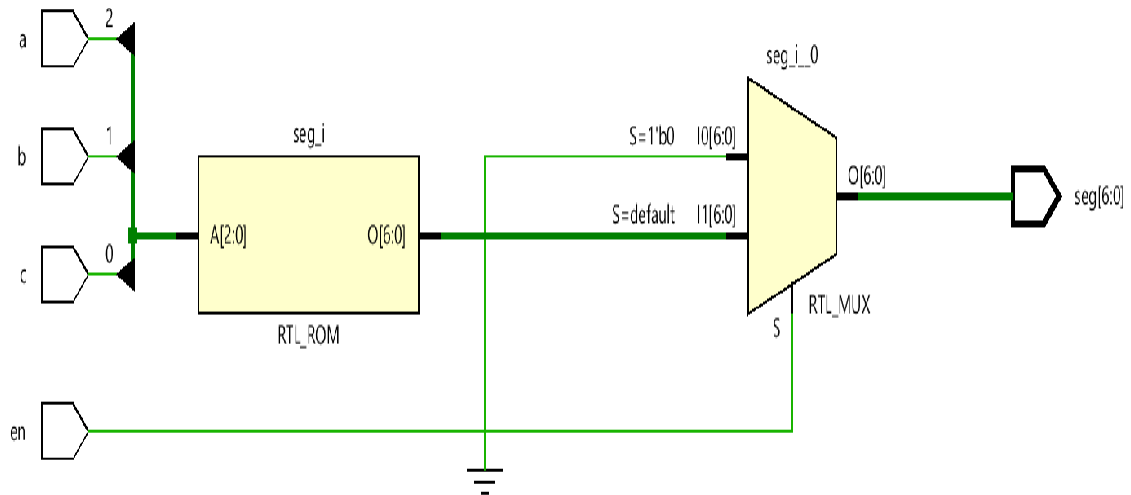 a
2
b
1
c
0
en
seg_i
A[2:0]
O[6:0]
RTL_ROM
seg_i__0
S=1'b0
I0[6:0]
S=default
I1[6:0]
O[6:0]
S
RTL_MUX
seg[6:0]